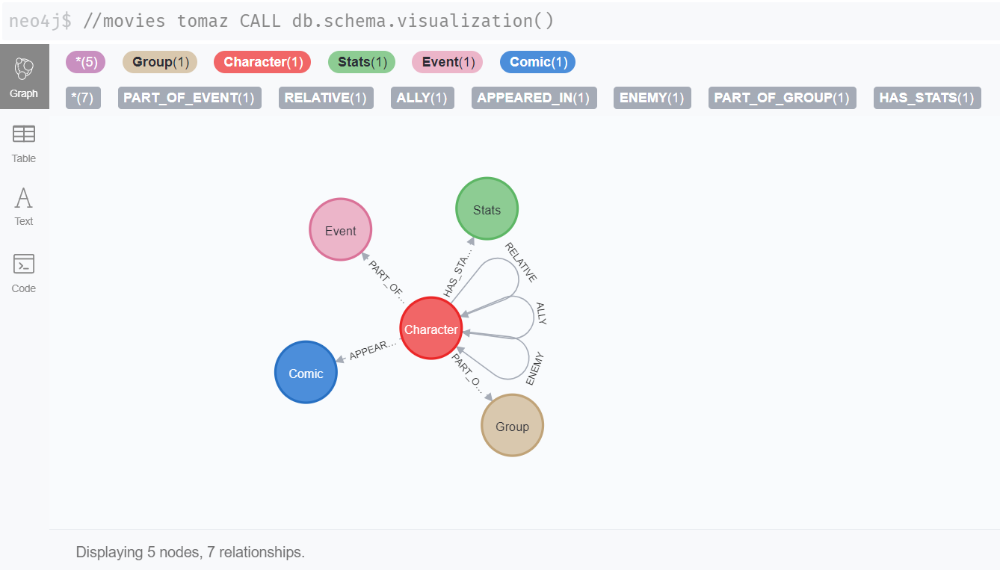 neo4j$ //movies tomaz CALL db.schema.visualization()
*(5) Group(1) Character(1) Stats(1) Event(1) Comic(1)
*(7) PART_OF_EVENT(1) RELATIVE(1) ALLY(1) APPEARED_IN(1) ENEMY(1) PART_OF_GROUP(1) HAS_STATS(1)
Graph
Table
Text
Code
Stats
Event
RELATIVE
HAS_STA...
PART_OF...
ALLY
Character
APPEAR...
ENEMY
PART_O...
Comic
Group
Displaying 5 nodes, 7 relationships.